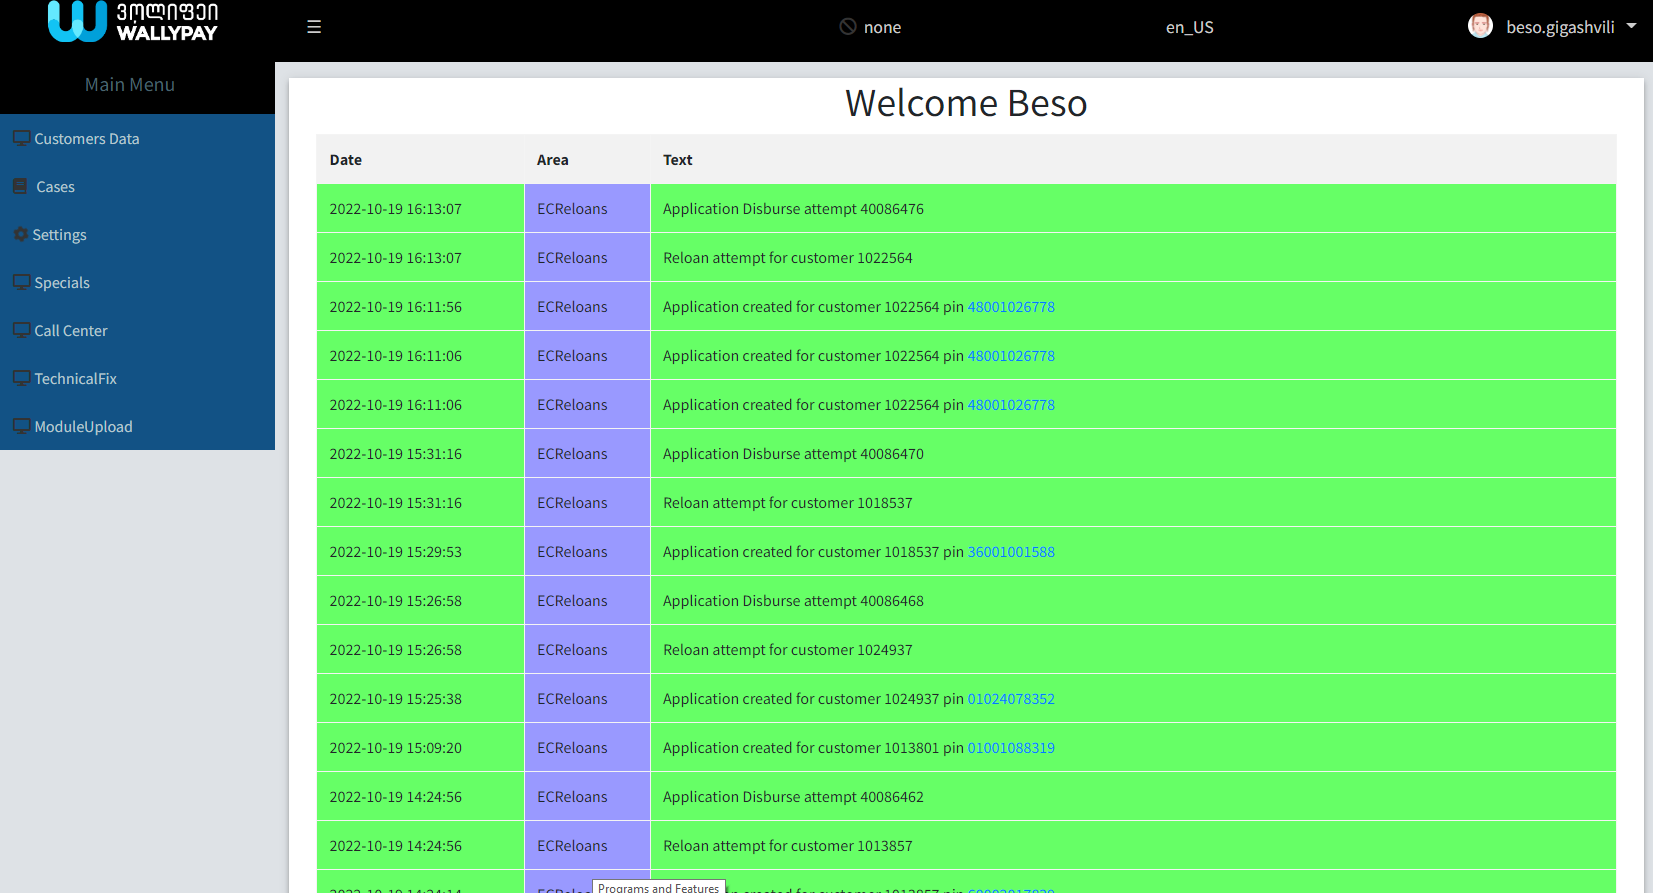 ვოლიფეი
WALLYPAY
none
en_US
beso.gigashvili
Main Menu
Customers Data
Cases
Settings
Specials
Call Center
TechnicalFix
ModuleUpload
Welcome Beso
Date Area Text
2022-10-19 16:13:07 ECReloans Application Disburse attempt 40086476
2022-10-19 16:13:07 ECReloans Reloan attempt for customer 1022564
2022-10-19 16:11:56 ECReloans Application created for customer 1022564 pin 48001026778
2022-10-19 16:11:06 ECReloans Application created for customer 1022564 pin 48001026778
2022-10-19 16:11:06 ECReloans Application created for customer 1022564 pin 48001026778
2022-10-19 15:31:16 ECReloans Application Disburse attempt 40086470
2022-10-19 15:31:16 ECReloans Reloan attempt for customer 1018537
2022-10-19 15:29:53 ECReloans Application created for customer 1018537 pin 36001001588
2022-10-19 15:26:58 ECReloans Application Disburse attempt 40086468
2022-10-19 15:26:58 ECReloans Reloan attempt for customer 1024937
2022-10-19 15:25:38 ECReloans Application created for customer 1024937 pin 01024078352
2022-10-19 15:09:20 ECReloans Application created for customer 1013801 pin 01001088319
2022-10-19 14:24:56 ECReloans Application Disburse attempt 40086462
2022-10-19 14:24:56 ECReloans Reloan attempt for customer 1013857
Programs and Features